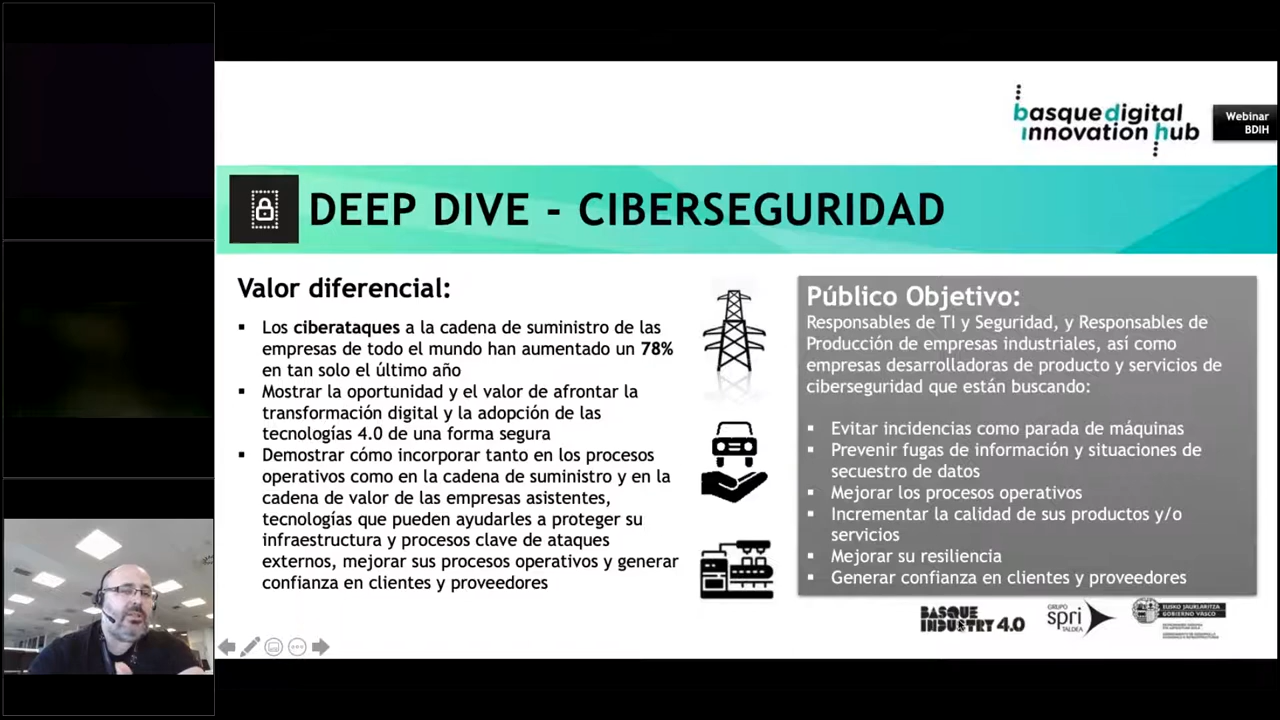 basque digital
innovation hub
Webinar
BDIH
DEEP DIVE - CIBERSEGURIDAD
Valor diferencial:
▪ Los ciberataques a la cadena de suministro de las
empresas de todo el mundo han aumentado un 78%
en tan solo el último año
▪ Mostrar la oportunidad y el valor de afrontar la
transformación digital y la adopción de las
tecnologías 4.0 de una forma segura
▪ Demostrar cómo incorporar tanto en los procesos
operativos como en la cadena de suministro y en la
cadena de valor de las empresas asistentes,
tecnologías que pueden ayudarles a proteger su
infraestructura y procesos clave de ataques
externos, mejorar sus procesos operativos y generar
confianza en clientes y proveedores
Público Objetivo:
Responsables de TI y Seguridad, y Responsables de
Producción de empresas industriales, así como
empresas desarrolladoras de producto y servicios de
ciberseguridad que están buscando:
▪ Evitar incidencias como parada de máquinas
▪ Prevenir fugas de información y situaciones de
secuestro de datos
▪ Mejorar los procesos operativos
▪ Incrementar la calidad de sus productos y/o
servicios
▪ Mejorar su resiliencia
▪ Generar confianza en clientes y proveedores
BASQUE
INDUSTRY 4.0
GRUPO
spri
TALDEA
EUSKO JAURLARITZA
GOBIERNO VASCO